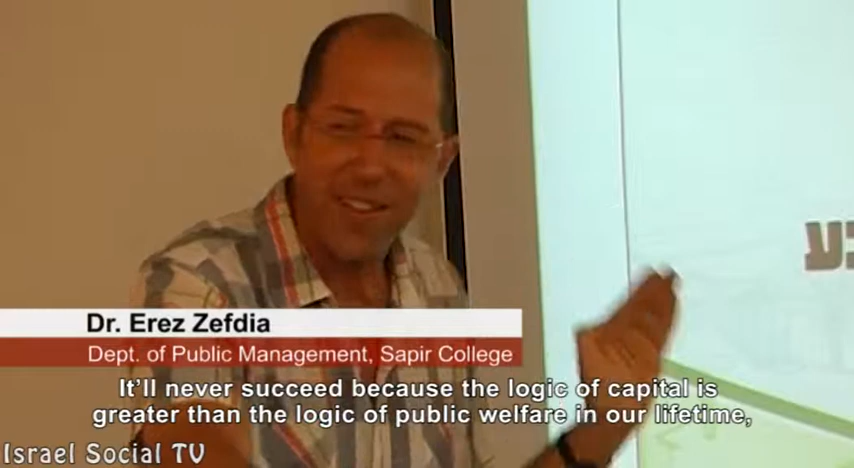 בע
Dr. Erez Zefdia
Dept. of Public Management, Sapir College
It'll never succeed because the logic of capital is
greater than the logic of public welfare in our lifetime,
Israel Social TV